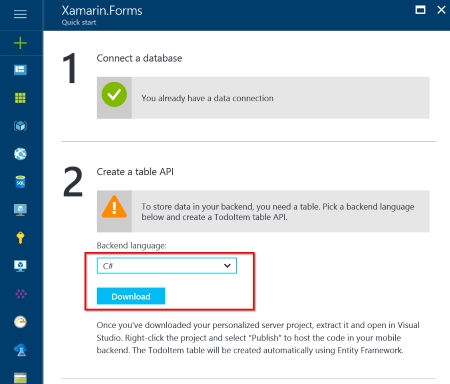 Xamarin.Forms
Quick start
1
Connect a database
You already have a data connection
2
Create a table API
To store data in your backend, you need a table. Pick a backend language
below and create a TodoItem table API.
Backend language:
C#
Download
Once you've downloaded your personalized server project, extract it and open in Visual
Studio. Right-click the project and select "Publish" to host the code in your mobile
backend. The TodoItem table will be created automatically using Entity Framework.